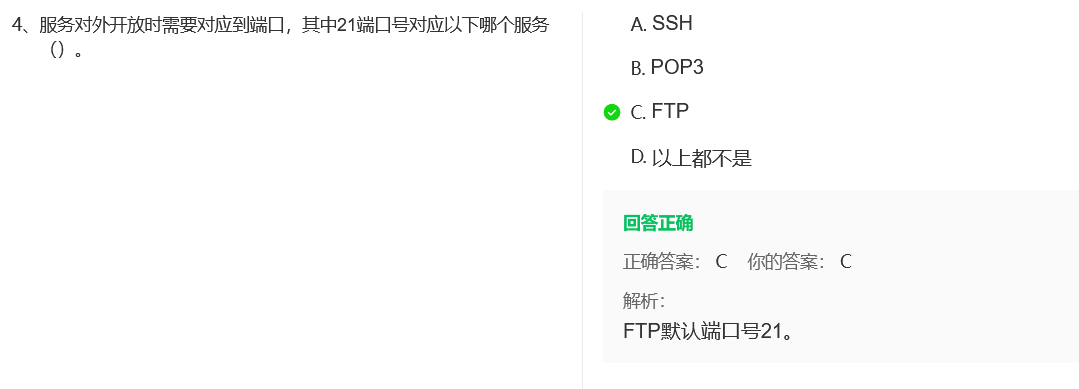 4、服务对外开放时需要对应到端口，其中21端口号对应以下哪个服务
（）。
A. SSH
B. POP3
C. FTP
D. 以上都不是
回答正确
正确答案： C 你的答案： C
解析：
FTP默认端口号21。